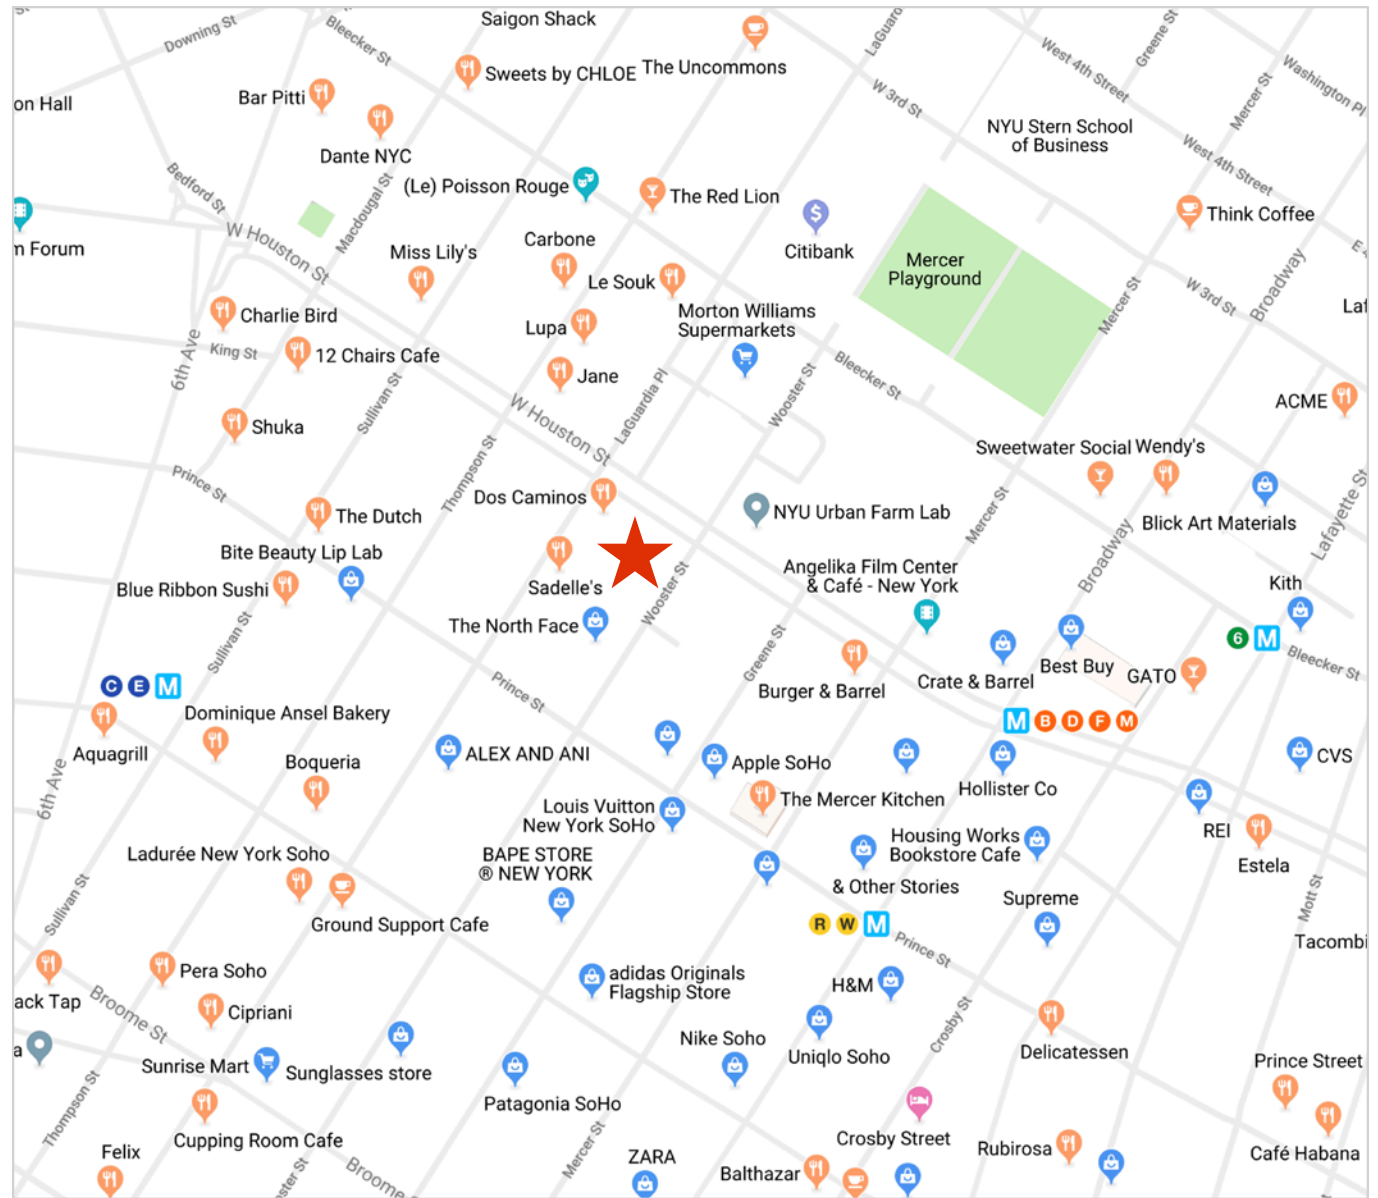 Saigon Shack
Downing St
Bleecker St
LaGuard
West 4th Street
Greene St
Washington Pl
Sweets by CHLOE
The Uncommons
Bar Pitti
on Hall
W 3rd St
Mercer St
Dante NYC
NYU Stern School
of Business
West 4th Street
Bedford St
Macdougal St
(Le) Poisson Rouge
The Red Lion
$
Citibank
Think Coffee
m Forum
W Houston St
Miss Lily's
Carbone
Le Souk
Mercer
Playground
Broadway
E 4
Mercer St
W 3rd St
Laf
Charlie Bird
Morton Williams
Supermarkets
Lupa
King St
6th Ave
12 Chairs Cafe
Jane
Sullivan St
LaGuardia Pl
Wooster St
Bleecker St
ACME
Shuka
W Houston St
Sweetwater Social
Wendy's
Prince St
Thompson St
Dos Caminos
NYU Urban Farm Lab
Mercer St
Blick Art Materials
Lafayette St
The Dutch
Bite Beauty Lip Lab
Broadway
Blue Ribbon Sushi
Sadelle's
Wooster St
Angelika Film Center
& Café - New York
Kith
The North Face
Sullivan St
Greene St
Best Buy
6 M
Bleecker St
C E M
Burger & Barrel
Crate & Barrel
GATO
Prince St
Dominique Ansel Bakery
M B D F M
Aquagrill
Boqueria
ALEX AND ANI
Apple SoHo
CVS
6th Ave
Hollister Co
The Mercer Kitchen
Louis Vuitton
New York SoHo
REI
Housing Works
Bookstore Cafe
Estela
Ladurée New York Soho
BAPE STORE
® NEW YORK
& Other Stories
Sullivan St
Supreme
Mott St
Ground Support Cafe
R W M
Prince St
Tacombi
Pera Soho
adidas Originals
Flagship Store
H&M
ack Tap
Broome St
Cipriani
Crosby St
a
Nike Soho
Uniqlo Soho
Delicatessen
Sunrise Mart
Sunglasses store
Prince Street
Patagonia SoHo
Thompson St
Cupping Room Cafe
Mercer St
Crosby Street
Rubirosa
Café Habana
Felix
ster St
Broome
ZARA
Balthazar